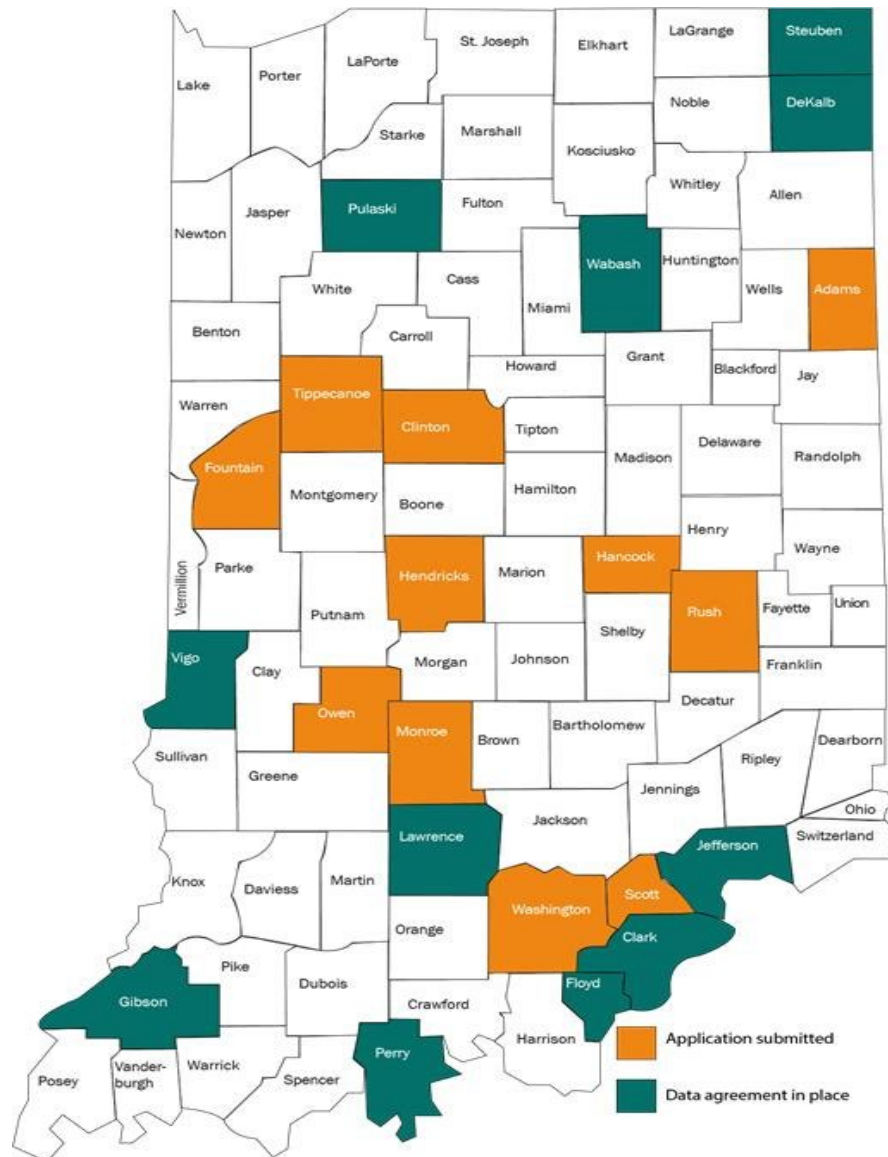 St. Joseph
Elkhart
LaGrange
Steuben
LaPorte
Porter
Lake
Noble
DeKalb
Starke
Marshall
Kosciusko
Whitley
Allen
Pulaski
Fulton
Jasper
Newton
Wabash
Huntington
Cass
White
Miami
Wells
Adams
Benton
Carroll
Grant
Howard
Blackford
Jay
Tippecanoe
Warren
Clinton
Tipton
Madison
Delaware
Randolph
Fountain
Montgomery
Boone
Hamilton
Henry
Wayne
Vermillion
Parke
Hendricks
Marion
Hancock
Putnam
Rush
Fayette
Union
Shelby
Vigo
Clay
Morgan
Johnson
Franklin
Owen
Decatur
Monroe
Brown
Bartholomew
Dearborn
Sullivan
Ripley
Greene
Jennings
Ohio
Jackson
Lawrence
Jefferson
Switzerland
Knox
Daviess
Martin
Scott
Washington
Orange
Clark
Pike
Dubois
Floyd
Gibson
Crawford
Harrison
Application submitted
Perry
Posey
Vander-
burgh
Warrick
Spencer
Data agreement in place